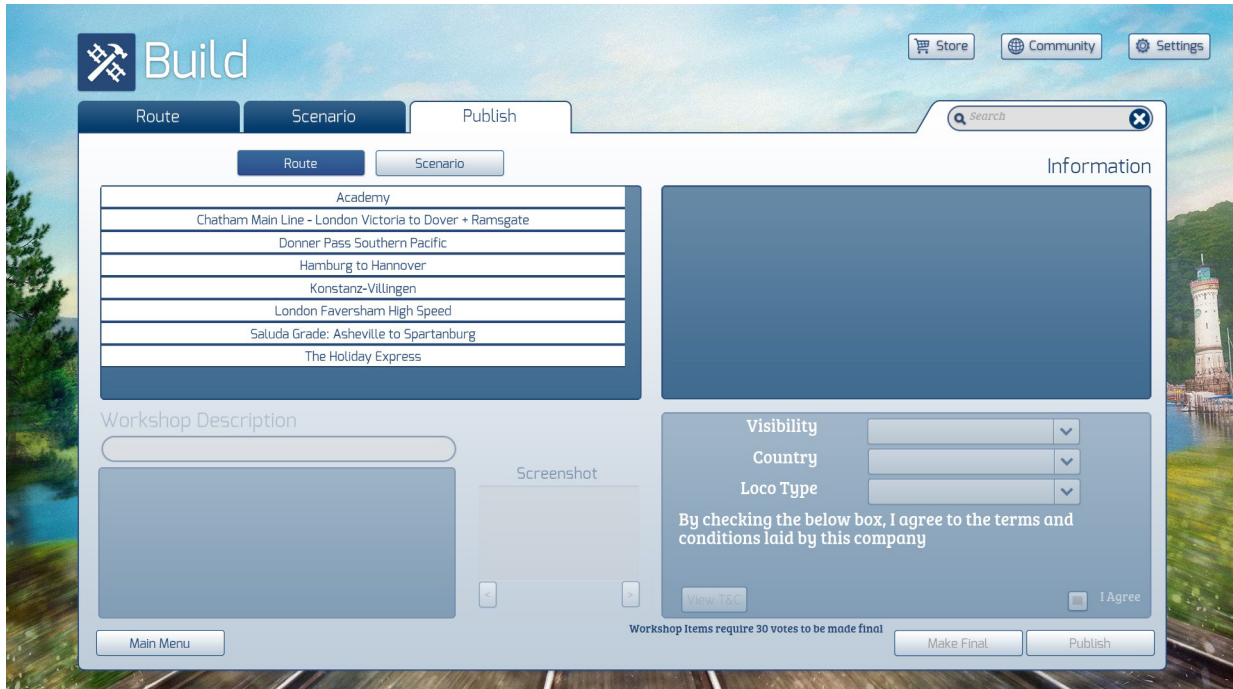 Build
Store
Community
Settings
Route
Scenario
Publish
Search
Route
Scenario
Information
Academy
Chatham Main Line - London Victoria to Dover + Ramsgate
Donner Pass Southern Pacific
Hamburg to Hannover
Konstanz-Villingen
London Faversham High Speed
Saluda Grade: Asheville to Spartanburg
The Holiday Express
Workshop Description
Screenshot
<
>
Visibility
Country
Loco Type
By checking the below box, I agree to the terms and
conditions laid by this company
View T&C
I Agree
Workshop Items require 30 votes to be made final
Main Menu
Make Final
Publish